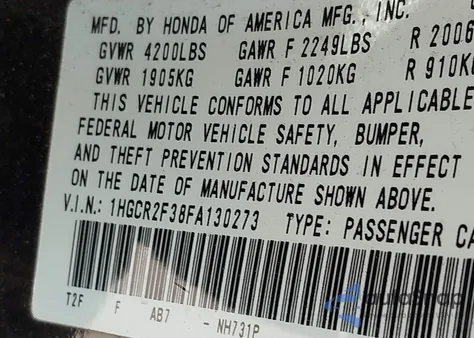 MFD. BY HONDA OF AMERICA MFG., INC.
GVWR 4200LBS GAWR F 2249LBS R 2006
GVWR 1905KG GAWR F 1020KG R 910KG
THIS VEHICLE CONFORMS TO ALL APPLICABLE
FEDERAL MOTOR VEHICLE SAFETY, BUMPER,
AND THEFT PREVENTION STANDARDS IN EFFECT
ON THE DATE OF MANUFACTURE SHOWN ABOVE.
V.I.N.: 1HGCR2F38FA130273 TYPE: PASSENGER CA
T2F F AB7 - NH731P
autosnap